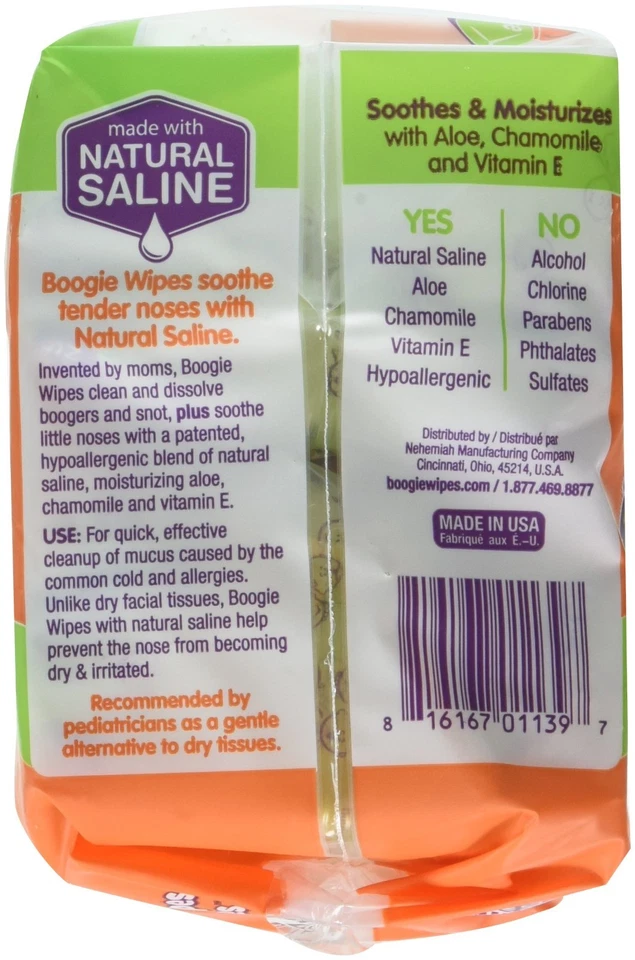 made with
NATURAL
SALINE
Boogie Wipes soothe
tender noses with
Natural Saline.
Invented by moms, Boogie
Wipes clean and dissolve
boogers and snot, plus soothe
little noses with a patented,
hypoallergenic blend of natural
saline, moisturizing aloe,
chamomile and vitamin E.
USE: For quick, effective
cleanup of mucus caused by the
common cold and allergies.
Unlike dry facial tissues, Boogie
Wipes with natural saline help
prevent the nose from becoming
dry & irritated.
Recommended by
pediatricians as a gentle
alternative to dry tissues.
Soothes & Moisturizes
with Aloe, Chamomile
and Vitamin E
YES
Natural Saline
Aloe
Chamomile
Vitamin E
Hypoallergenic
NO
Alcohol
Chlorine
Parabens
Phthalates
Sulfates
Distributed by / Distribué par
Nehemiah Manufacturing Company
Cincinnati, Ohio, 45214, U.S.A.
boogiewipes.com / 1.877.469.8877
MADE IN USA
Fabriqué aux É.-U.
8 16167 01139 7